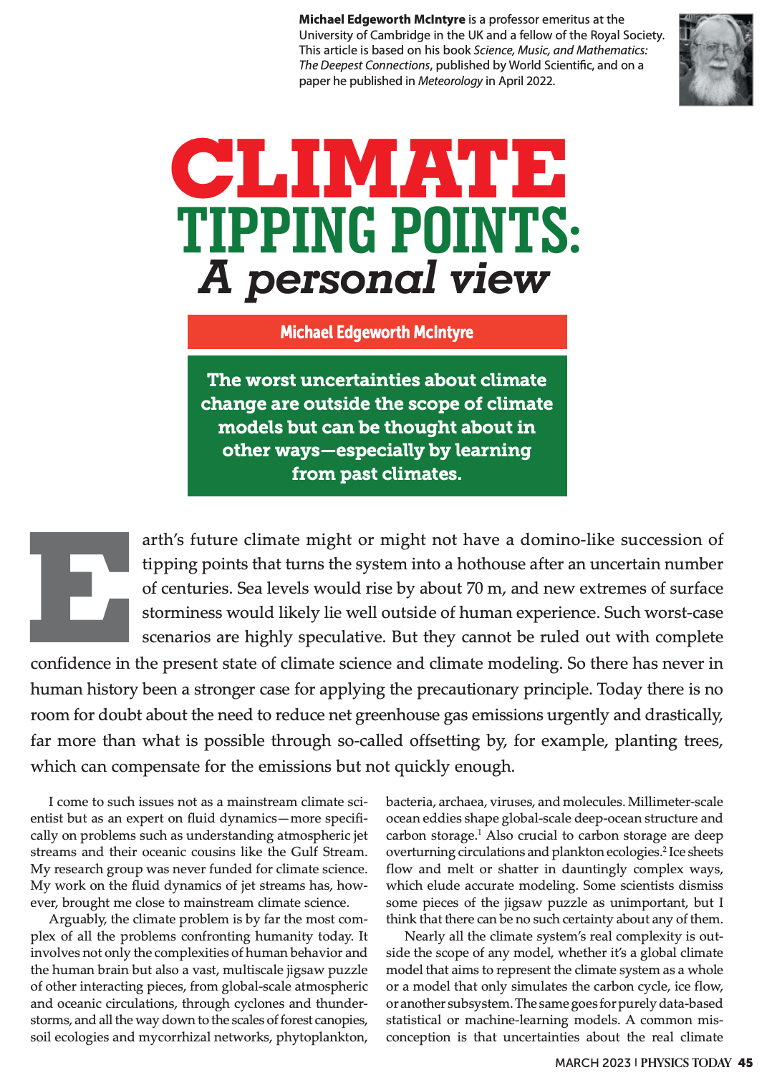 Michael Edgeworth McIntyre is a professor emeritus at the
University of Cambridge in the UK and a fellow of the Royal Society.
This article is based on his book Science, Music, and Mathematics:
The Deepest Connections, published by World Scientific, and on a
paper he published in Meteorology in April 2022.
CLIMATE
TIPPING POINTS:
A personal view
Michael Edgeworth McIntyre
The worst uncertainties about climate
change are outside the scope of climate
models but can be thought about in
other ways—especially by learning
from past climates.
Earth's future climate might or might not have a domino-like succession of
tipping points that turns the system into a hothouse after an uncertain number
of centuries. Sea levels would rise by about 70 m, and new extremes of surface
storminess would likely lie well outside of human experience. Such worst-case
scenarios are highly speculative. But they cannot be ruled out with complete
confidence in the present state of climate science and climate modeling. So there has never in
human history been a stronger case for applying the precautionary principle. Today there is no
room for doubt about the need to reduce net greenhouse gas emissions urgently and drastically,
far more than what is possible through so-called offsetting by, for example, planting trees,
which can compensate for the emissions but not quickly enough.
I come to such issues not as a mainstream climate sci-
entist but as an expert on fluid dynamics—more specifi-
cally on problems such as understanding atmospheric jet
streams and their oceanic cousins like the Gulf Stream.
My research group was never funded for climate science.
My work on the fluid dynamics of jet streams has, how-
ever, brought me close to mainstream climate science.
Arguably, the climate problem is by far the most com-
plex of all the problems confronting humanity today. It
involves not only the complexities of human behavior and
the human brain but also a vast, multiscale jigsaw puzzle
of other interacting pieces, from global-scale atmospheric
and oceanic circulations, through cyclones and thunder-
storms, and all the way down to the scales of forest canopies,
soil ecologies and mycorrhizal networks, phytoplankton,
bacteria, archaea, viruses, and molecules. Millimeter-scale
ocean eddies shape global-scale deep-ocean structure and
carbon storage.¹ Also crucial to carbon storage are deep
overturning circulations and plankton ecologies.² Ice sheets
flow and melt or shatter in dauntingly complex ways,
which elude accurate modeling. Some scientists dismiss
some pieces of the jigsaw puzzle as unimportant, but I
think that there can be no such certainty about any of them.
Nearly all the climate system's real complexity is out-
side the scope of any model, whether it's a global climate
model that aims to represent the climate system as a whole
or a model that only simulates the carbon cycle, ice flow,
or another subsystem. The same goes for purely data-based
statistical or machine-learning models. A common mis-
conception is that uncertainties about the real climate
MARCH 2023 | PHYSICS TODAY 45